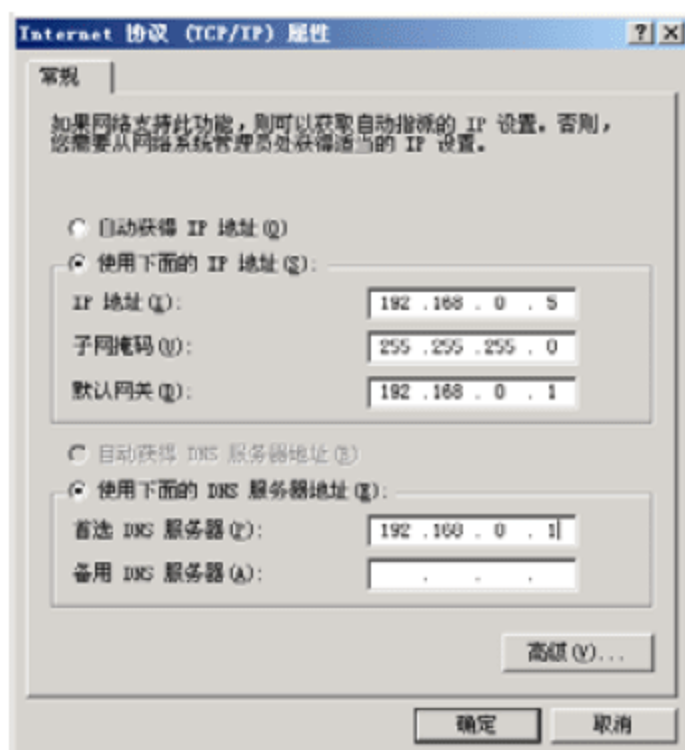 Internet 协议 (TCP/IP) 属性
常规
如果网络支持此功能，则可以获取自动指派的 IP 设置。否则，
您需要从网络系统管理员处获得适当的 IP 设置。
自动获得 IP 地址(O)
使用下面的 IP 地址(S):
IP 地址(I): 192 .168 . 0 . 5
子网掩码(U): 255 .255 .255 . 0
默认网关(D): 192 .168 . 0 . 1
自动获得 DNS 服务器地址(B)
使用下面的 DNS 服务器地址(E):
首选 DNS 服务器(P): 192 .168 . 0 . 1
备用 DNS 服务器(A): . . .
高级(V)...
确定 取消